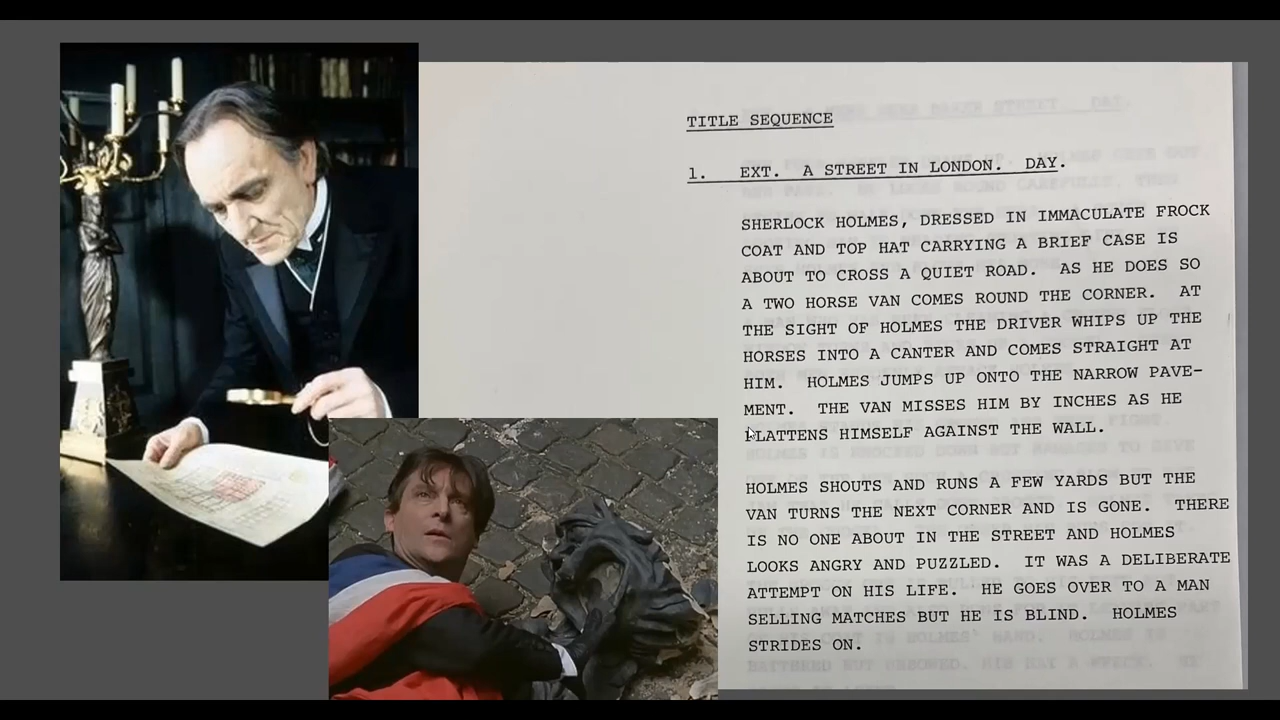 TITLE SEQUENCE
1. EXT. A STREET IN LONDON. DAY.
SHERLOCK HOLMES, DRESSED IN IMMACULATE FROCK
COAT AND TOP HAT CARRYING A BRIEF CASE IS
ABOUT TO CROSS A QUIET ROAD. AS HE DOES SO
A TWO HORSE VAN COMES ROUND THE CORNER. AT
THE SIGHT OF HOLMES THE DRIVER WHIPS UP THE
HORSES INTO A CANTER AND COMES STRAIGHT AT
HIM. HOLMES JUMPS UP ONTO THE NARROW PAVE-
MENT. THE VAN MISSES HIM BY INCHES AS HE
FLATTENS HIMSELF AGAINST THE WALL.
HOLMES SHOUTS AND RUNS A FEW YARDS BUT THE
VAN TURNS THE NEXT CORNER AND IS GONE. THERE
IS NO ONE ABOUT IN THE STREET AND HOLMES
LOOKS ANGRY AND PUZZLED. IT WAS A DELIBERATE
ATTEMPT ON HIS LIFE. HE GOES OVER TO A MAN
SELLING MATCHES BUT HE IS BLIND. HOLMES
STRIDES ON.